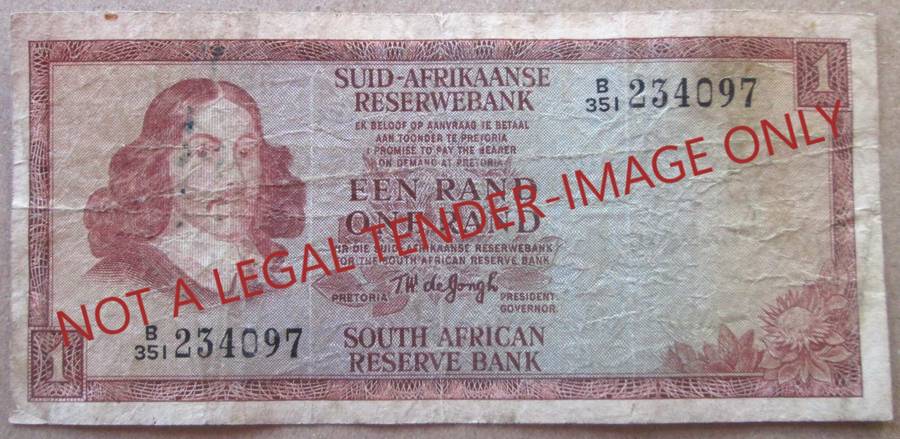 1
SUID-AFRIKAANSE
RESERWEBANK
B
351 234097
EK BELOOF OP AANVRAAG TE BETAAL
AAN TOONDER TE PRETORIA
I PROMISE TO PAY THE BEARER
ON DEMAND AT PRETORIA
EEN RAND
ONE RAND
VIR DIE SUID-AFRIKAANSE RESERWEBANK
FOR THE SOUTH AFRICAN RESERVE BANK
TW de Jongh
PRETORIA
PRESIDENT
GOVERNOR.
NOT A LEGAL TENDER-IMAGE ONLY
B
351 234097
SOUTH AFRICAN
RESERVE BANK
1